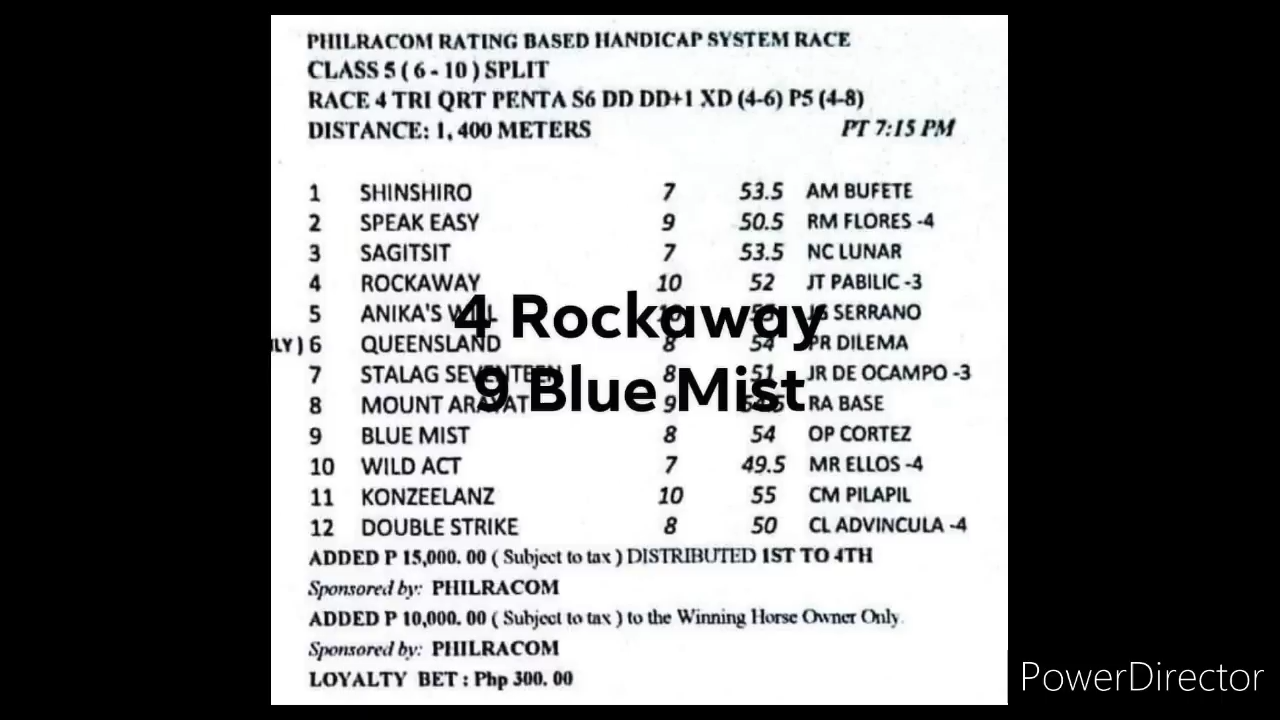 PHILRACOM RATING BASED HANDICAP SYSTEM RACE
CLASS 5 ( 6 - 10 ) SPLIT
RACE 4 TRI QRT PENTA S6 DD DD+1 XD (4-6) P5 (4-8)
DISTANCE: 1, 400 METERS PT 7:15 PM
1 SHINSHIRO 7 53.5 AM BUFETE
2 SPEAK EASY 9 50.5 RM FLORES -4
3 SAGITSIT 7 53.5 NC LUNAR
4 ROCKAWAY 10 52 JT PABILIC -3
5 ANIKA'S WILL 10 JG SERRANO
LY ) 6 QUEENSLAND 8 54 PR DILEMA
7 STALAG SEVENTEEN 8 51 JR DE OCAMPO -3
8 MOUNT ARAYAT 9 54.5 RA BASE
9 BLUE MIST 8 54 OP CORTEZ
10 WILD ACT 7 49.5 MR ELLOS -4
11 KONZEELANZ 10 55 CM PILAPIL
12 DOUBLE STRIKE 8 50 CL ADVINCULA -4
ADDED P 15,000. 00 ( Subject to tax ) DISTRIBUTED 1ST TO 4TH
Sponsored by: PHILRACOM
ADDED P 10,000. 00 ( Subject to tax ) to the Winning Horse Owner Only.
Sponsored by: PHILRACOM
LOYALTY BET : Php 300. 00
4 Rockaway
9 Blue Mist
PowerDirector